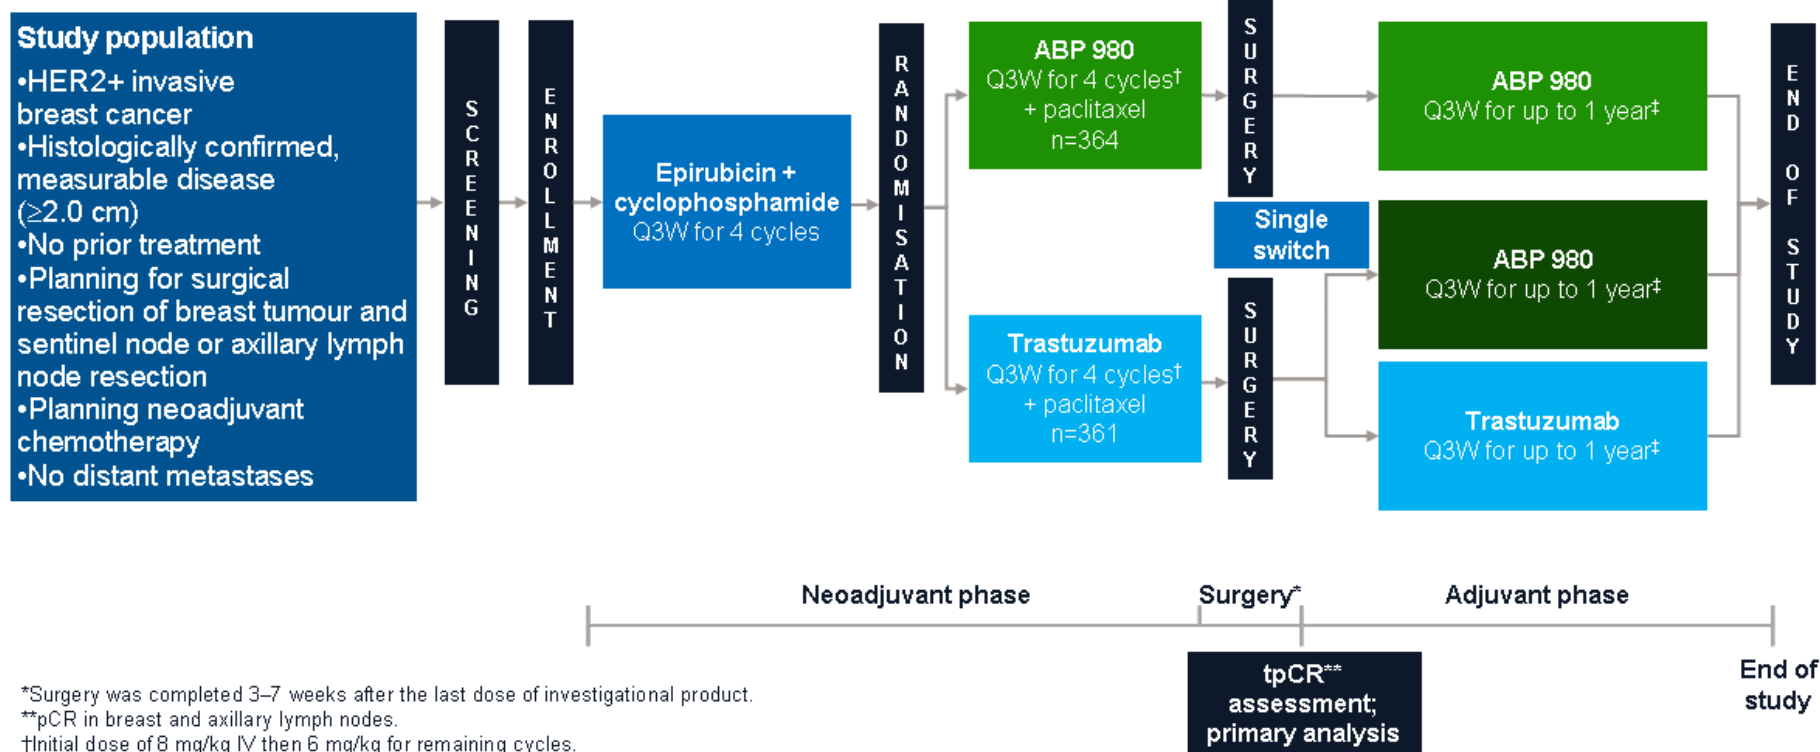 Study population
•HER2+ invasive
breast cancer
•Histologically confirmed,
measurable disease
(≥2.0 cm)
•No prior treatment
•Planning for surgical
resection of breast tumour and
sentinel node or axillary lymph
node resection
•Planning neoadjuvant
chemotherapy
•No distant metastases
SCREENING
ENROLLMENT
Epirubicin +
cyclophosphamide
Q3W for 4 cycles
RANDOMISATION
ABP 980
Q3W for 4 cycles†
+ paclitaxel
n=364
Trastuzumab
Q3W for 4 cycles†
+ paclitaxel
n=361
SURGERY
Single
switch
SURGERY
ABP 980
Q3W for up to 1 year‡
ABP 980
Q3W for up to 1 year‡
Trastuzumab
Q3W for up to 1 year‡
END OF STUDY
Neoadjuvant phase
Surgery*
Adjuvant phase
tpCR**
assessment;
primary analysis
End of
study
*Surgery was completed 3–7 weeks after the last dose of investigational product.
**pCR in breast and axillary lymph nodes.
†Initial dose of 8 mg/kg IV then 6 mg/kg for remaining cycles.